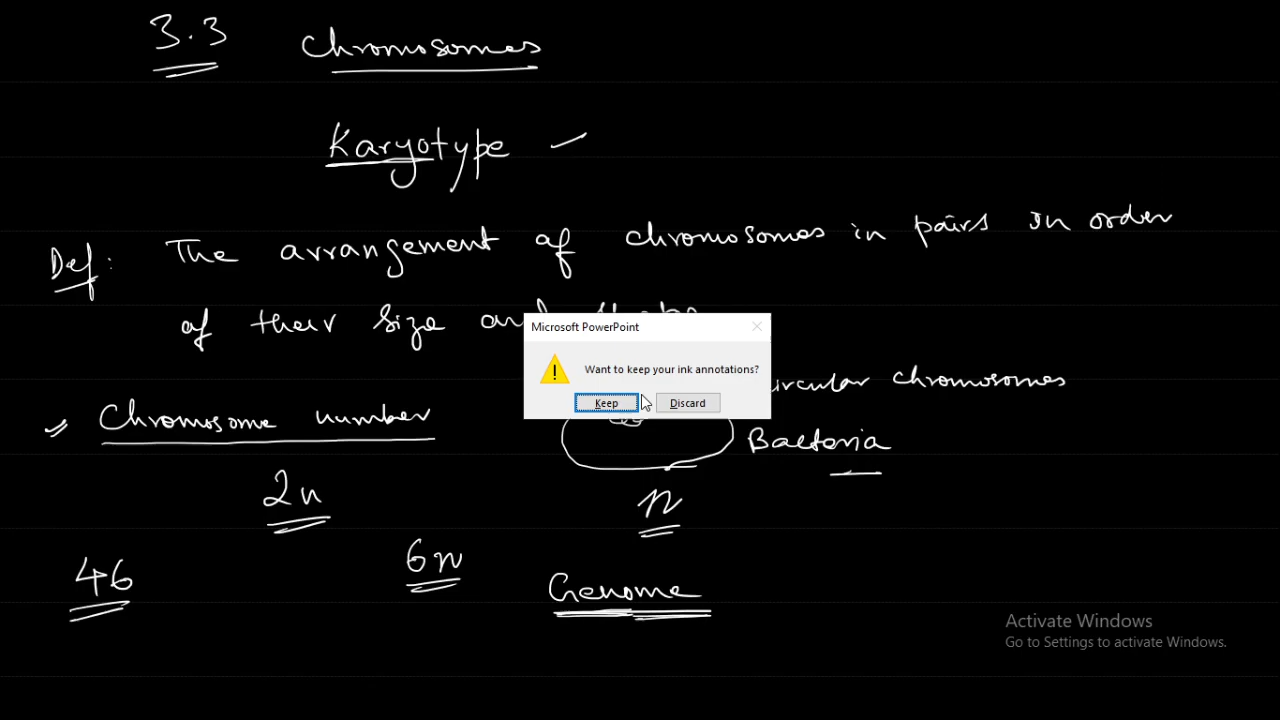 3.3 Chromosomes
Karyotype
Def: The arrangement of chromosomes in pairs in order
of their size and
Microsoft PowerPoint
Want to keep your ink annotations?
Keep Discard
chromosomes
Chromosome number
Bacteria
2n n
46 6n Genome
Activate Windows
Go to Settings to activate Windows.